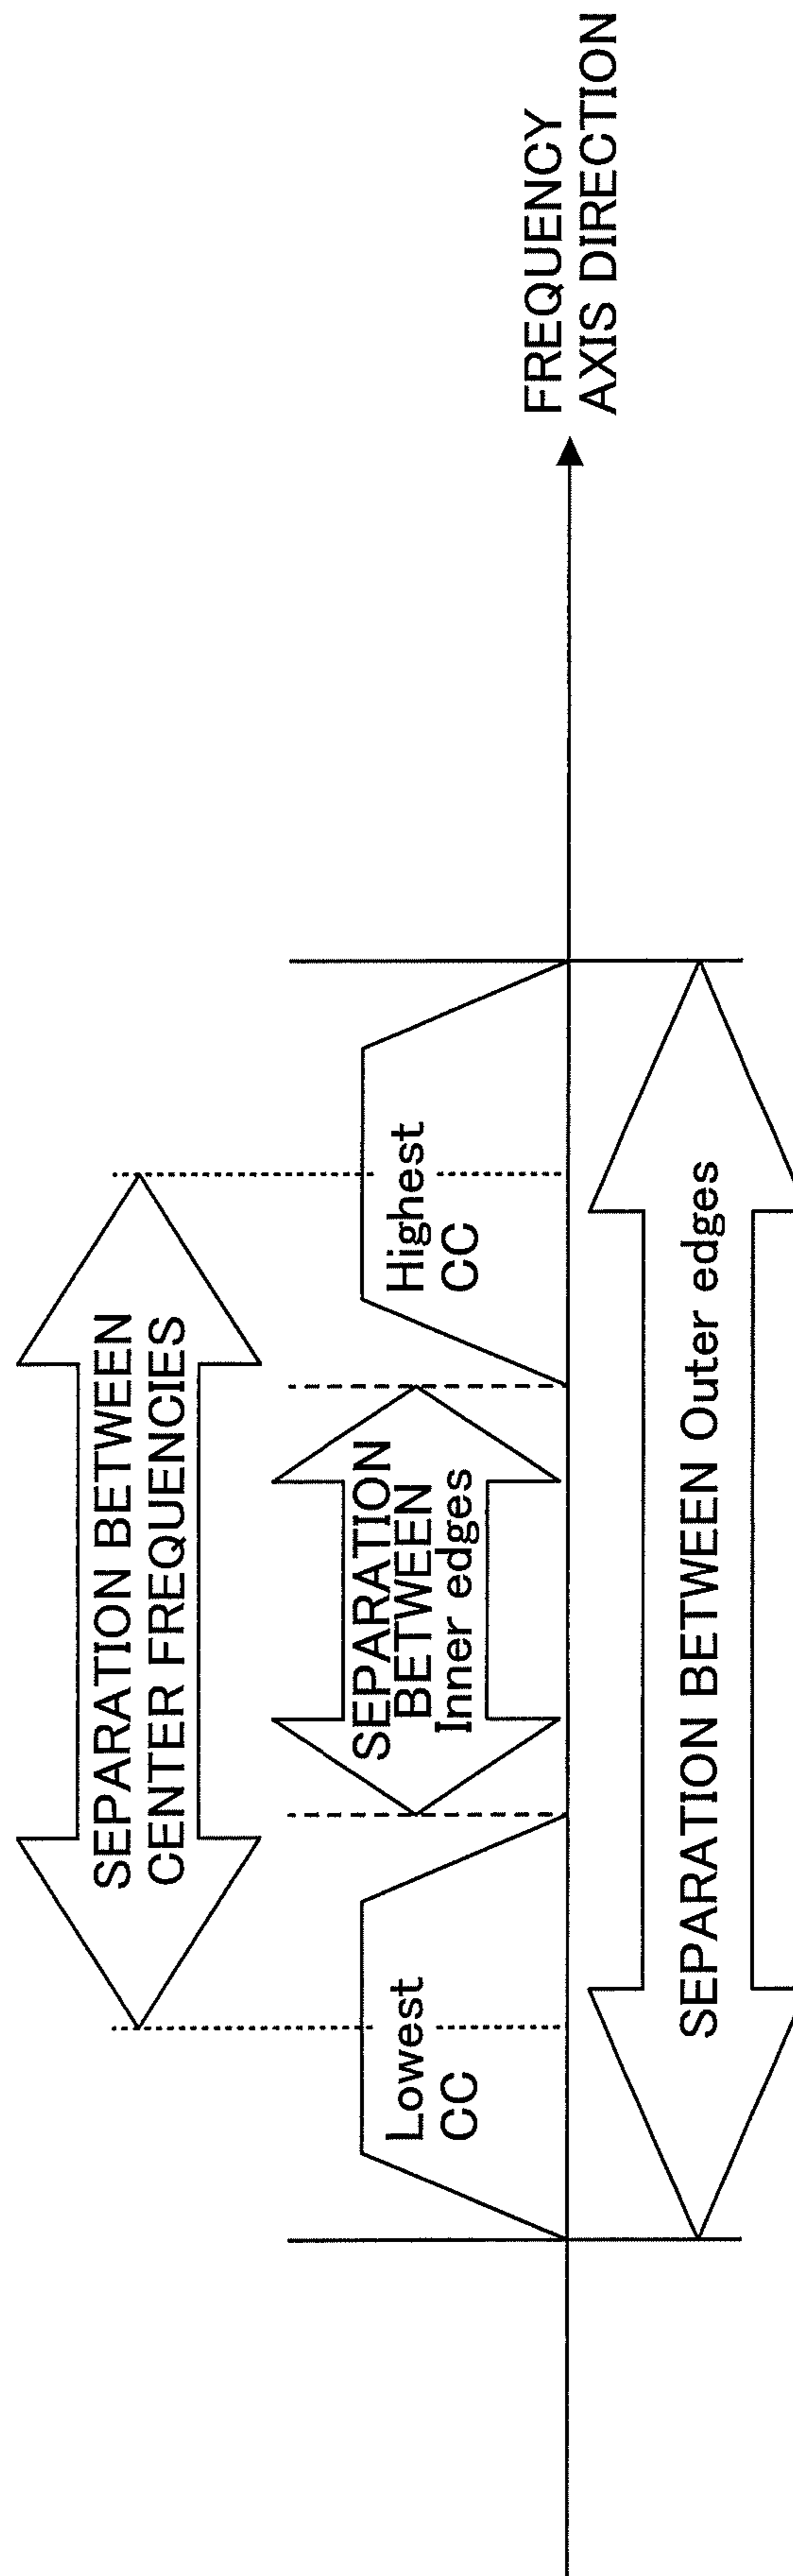 SEPARATION BETWEEN
CENTER FREQUENCIES
SEPARATION
BETWEEN
Inner edges
Lowest
CC
Highest
CC
FREQUENCY
AXIS DIRECTION
SEPARATION BETWEEN Outer edges